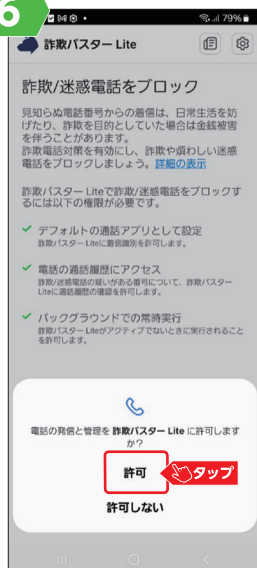 6
79%
詐欺バスター Lite
詐欺/迷惑電話をブロック
見知らぬ電話番号からの着信は、日常生活を妨
げたり、詐欺を目的としていた場合は金銭被害
を伴うことがあります。
詐欺電話対策を有効にし、詐欺や煩わしい迷惑
電話をブロックしましょう。詳細の表示
詐欺バスター Liteで詐欺/迷惑電話をブロックす
るには以下の権限が必要です。
デフォルトの通話アプリとして設定
詐欺バスター Liteに着信識別を許可します。
電話の通話履歴にアクセス
詐欺/迷惑電話の疑いがある番号について、詐欺バスター
Liteに通話履歴の確認を許可します。
バックグラウンドでの常時実行
詐欺バスター Liteがアクティブでないときに実行されること
を許可します。
電話の発信と管理を 詐欺バスター Lite に許可します
か？
許可
タップ
許可しない